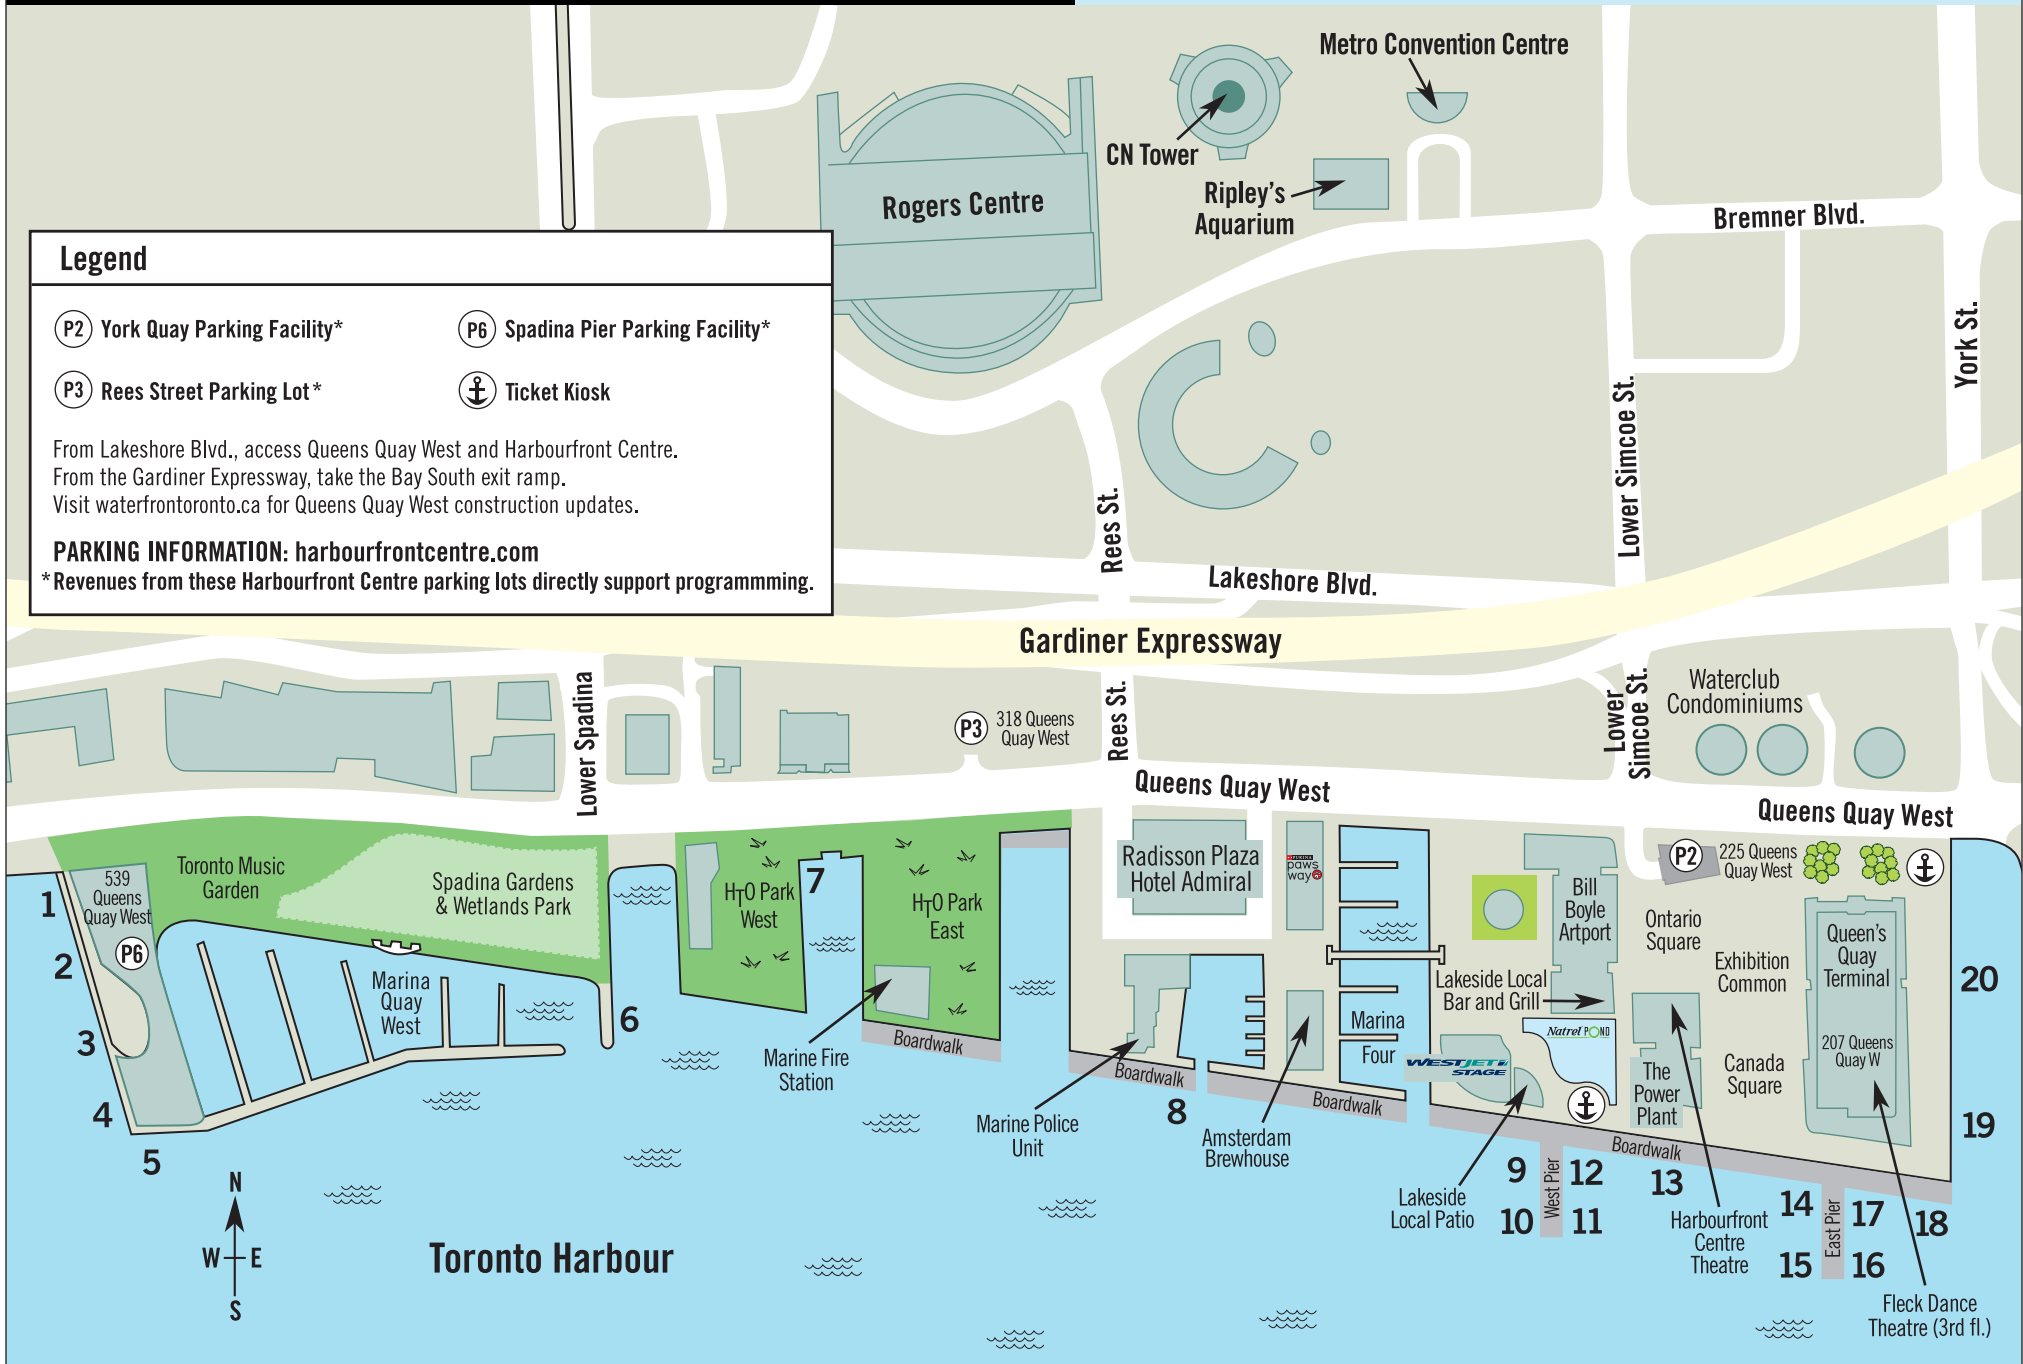 Metro Convention Centre
CN Tower
Ripley's
Aquarium
Rogers Centre
Bremner Blvd.
York St.
Lower Simcoe St.
Rees St.
Lakeshore Blvd.
Gardiner Expressway
Legend
P2 York Quay Parking Facility*
P6 Spadina Pier Parking Facility*
P3 Rees Street Parking Lot*
Ticket Kiosk
From Lakeshore Blvd., access Queens Quay West and Harbourfront Centre.
From the Gardiner Expressway, take the Bay South exit ramp.
Visit waterfrontoronto.ca for Queens Quay West construction updates.
PARKING INFORMATION: harbourfrontcentre.com
*Revenues from these Harbourfront Centre parking lots directly support programmming.
Lower Spadina
P3
318 Queens
Quay West
Rees St.
Lower
Simcoe St.
Waterclub
Condominiums
Queens Quay West
Queens Quay West
539
Queens
Quay West
P6
Toronto Music
Garden
Spadina Gardens
& Wetlands Park
Marina
Quay
West
HTO Park
West
HTO Park
East
Marine Fire
Station
Boardwalk
Radisson Plaza
Hotel Admiral
PURINA
paws
way
Marine Police
Unit
Boardwalk
Amsterdam
Brewhouse
Marina
Four
Boardwalk
Bill
Boyle
Artport
Lakeside Local
Bar and Grill
Natrel POND
WESTJET
STAGE
Lakeside
Local Patio
P2
225 Queens
Quay West
Ontario
Square
Exhibition
Common
Canada
Square
The
Power
Plant
Queen's
Quay
Terminal
207 Queens
Quay W
Boardwalk
West Pier
East Pier
Harbourfront
Centre
Theatre
Fleck Dance
Theatre (3rd fl.)
1
2
3
4
5
6
7
8
9
10
11
12
13
14
15
16
17
18
19
20
N
W E
S
Toronto Harbour